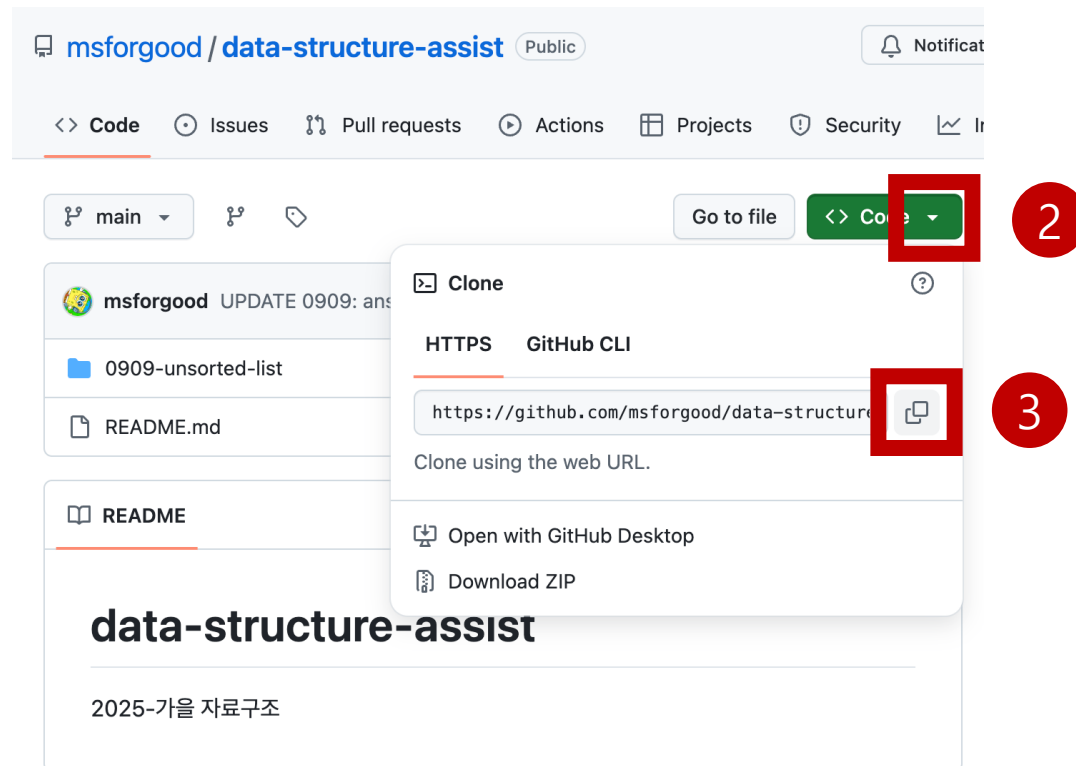 msforgood / data-structure-assist Public Notificat
Code Issues Pull requests Actions Projects Security
main Go to file Code
2
msforgood UPDATE 0909: ans
Clone
HTTPS GitHub CLI
0909-unsorted-list
https://github.com/msforgood/data-structure
3
README.md
Clone using the web URL.
README
Open with GitHub Desktop
Download ZIP
data-structure-assist
2025-가을 자료구조